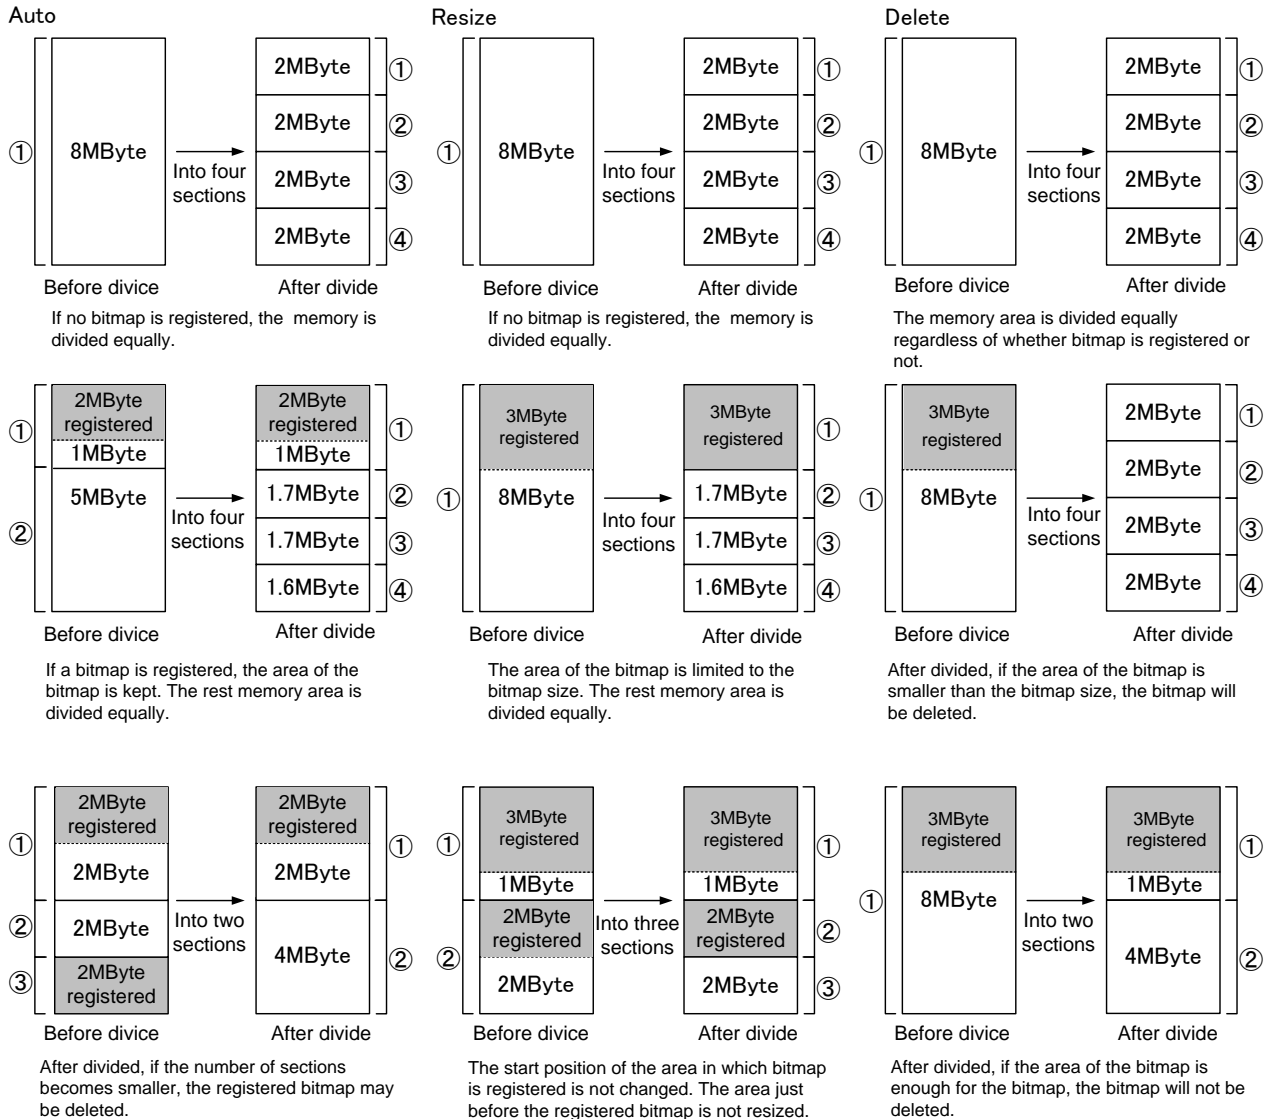 Auto
2MByte ①
2MByte ②
① 8MByte
Into four
sections
2MByte ③
2MByte ④
Before divice After divide
If no bitmap is registered, the memory is
divided equally.
Resize
2MByte ①
2MByte ②
① 8MByte
Into four
sections
2MByte ③
2MByte ④
Before divice After divide
If no bitmap is registered, the memory is
divided equally.
Delete
2MByte ①
2MByte ②
① 8MByte
Into four
sections
2MByte ③
2MByte ④
Before divice After divide
The memory area is divided equally
regardless of whether bitmap is registered or
not.
①
2MByte
registered
1MByte
②
5MByte
Into four
sections
2MByte
registered
①
1MByte
1.7MByte ②
1.7MByte ③
1.6MByte ④
Before divice After divide
If a bitmap is registered, the area of the
bitmap is kept. The rest memory area is
divided equally.
3MByte
registered
① 8MByte
Into four
sections
3MByte
registered
①
1.7MByte ②
1.7MByte ③
1.6MByte ④
Before divice After divide
The area of the bitmap is limited to the
bitmap size. The rest memory area is
divided equally.
3MByte
registered
① 8MByte
Into four
sections
2MByte ①
2MByte ②
2MByte ③
2MByte ④
Before divice After divide
After divided, if the area of the bitmap is
smaller than the bitmap size, the bitmap will
be deleted.
2MByte
registered
①
2MByte
② 2MByte
③
2MByte
registered
Into two
sections
2MByte
registered
①
2MByte
4MByte ②
Before divice After divide
After divided, if the number of sections
becomes smaller, the registered bitmap may
be deleted.
3MByte
registered
①
1MByte
2MByte
registered
②
2MByte
Into three
sections
3MByte
registered
①
1MByte
2MByte
registered
②
2MByte ③
Before divice After divide
The start position of the area in which bitmap
is registered is not changed. The area just
before the registered bitmap is not resized.
3MByte
registered
① 8MByte
Into two
sections
3MByte
registered
①
1MByte
4MByte ②
Before divice After divide
After divided, if the area of the bitmap is
enough for the bitmap, the bitmap will not be
deleted.